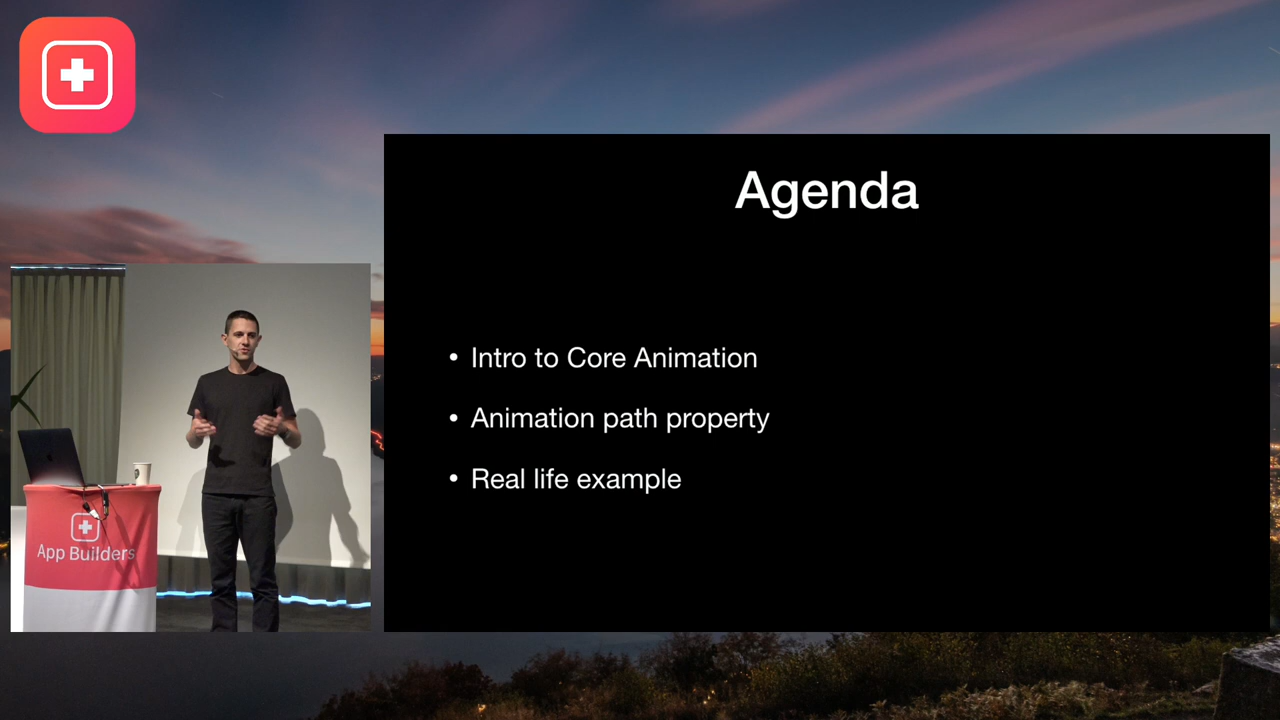 Agenda
• Intro to Core Animation
• Animation path property
• Real life example
App Builders